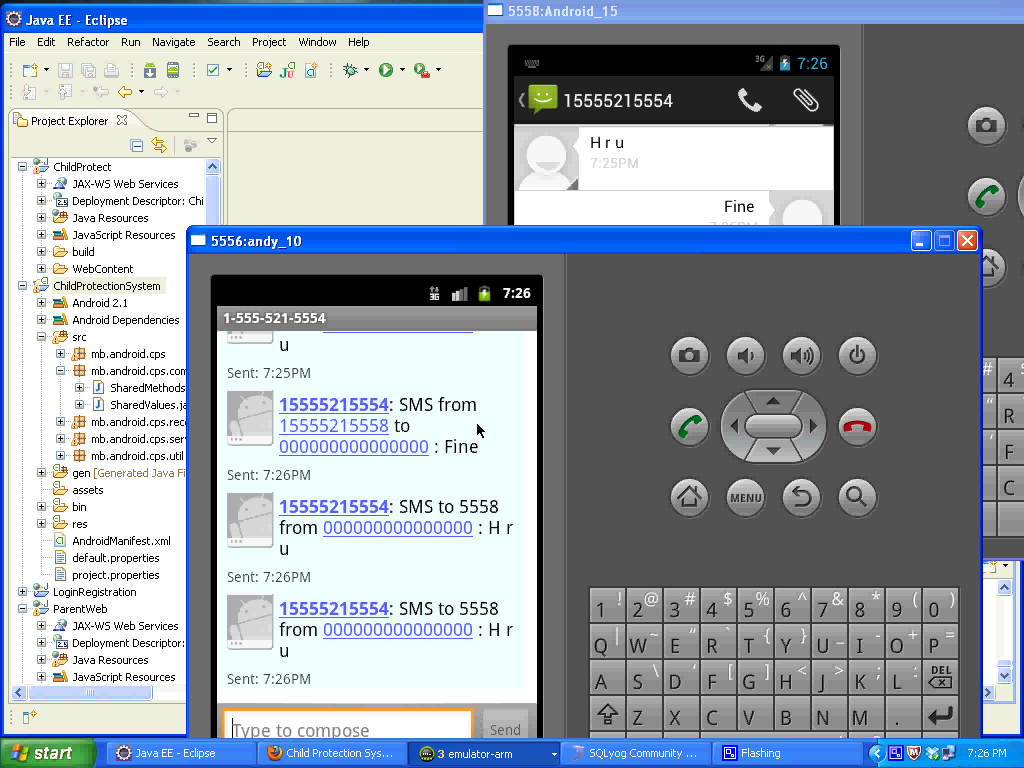 Java EE - Eclipse
File Edit Refactor Run Navigate Search Project Window Help
Project Explorer
ChildProtect
JAX-WS Web Services
Deployment Descriptor: Chi
Java Resources
JavaScript Resources
build
WebContent
ChildProtectionSystem
Android 2.1
Android Dependencies
src
mb.android.cps
mb.android.cps.com
SharedMethods
SharedValues.ja
mb.android.cps.rec
mb.android.cps.ser
mb.android.cps.util
gen [Generated Java Fi
assets
bin
res
AndroidManifest.xml
default.properties
project.properties
LoginRegistration
ParentWeb
JAX-WS Web Services
Deployment Descriptor:
Java Resources
JavaScript Resources
5558:Android_15
3G 7:26
15555215554
H r u
7:25PM
Fine
5556:andy_10
3G 7:26
1-555-521-5554
u
Sent: 7:25PM
15555215554: SMS from
15555215558 to
000000000000000 : Fine
Sent: 7:26PM
15555215554: SMS to 5558
from 000000000000000 : H r
u
Sent: 7:26PM
15555215554: SMS to 5558
from 000000000000000 : H r
u
Sent: 7:26PM
Type to compose Send
MENU
1 ! 2 @ 3 # 4 $ 5 % 6 ^ 7 & 8 * 9 ( 0 )
Q | W ~ E " R ` T { Y } U _ I - O + P =
A S \ D ' F [ G ] H < J > K ; L : DEL
Z X C V B N M .
# 4
R
F
C
start Java EE - Eclipse Child Protection Sys... 3 emulator-arm SQLyog Community ... Flashing 7:26 PM